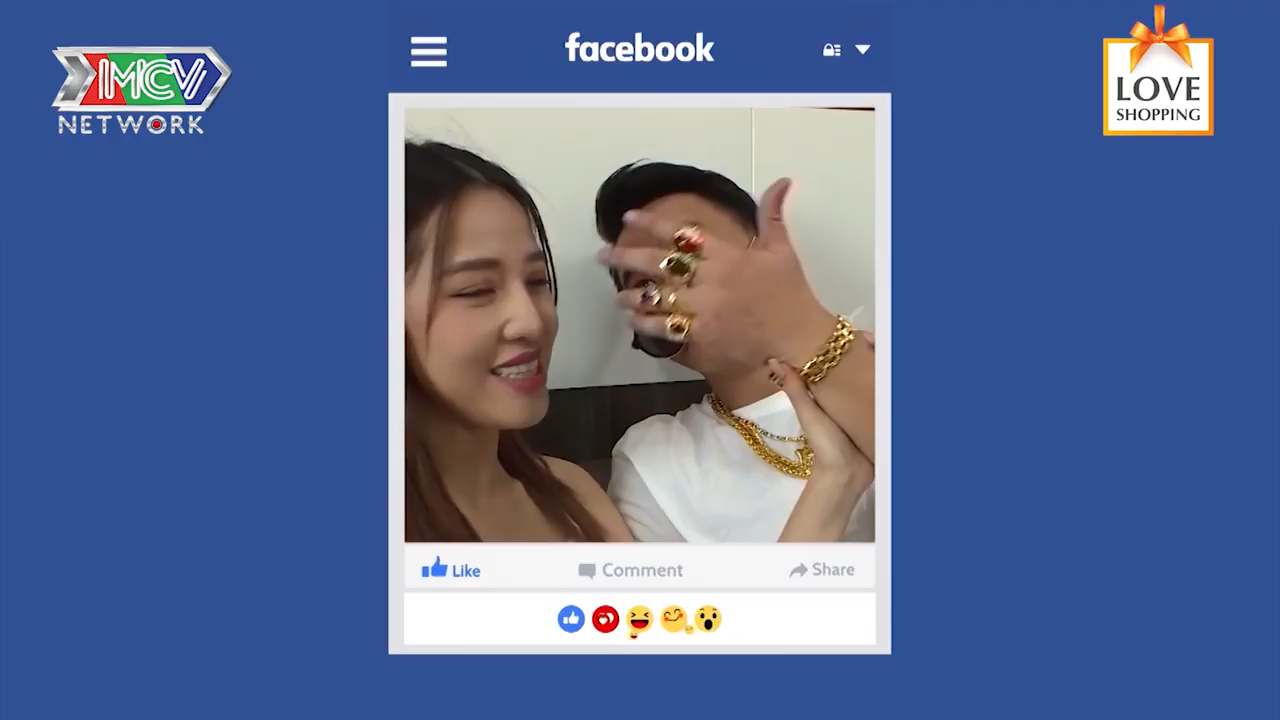 MCV
NETWORK
facebook
LOVE
SHOPPING
Like
Comment
Share